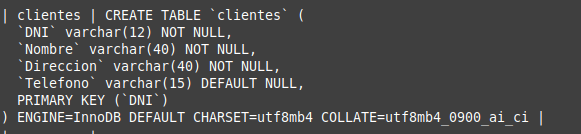 | clientes | CREATE TABLE `clientes` (
  `DNI` varchar(12) NOT NULL,
  `Nombre` varchar(40) NOT NULL,
  `Direccion` varchar(40) NOT NULL,
  `Telefono` varchar(15) DEFAULT NULL,
  PRIMARY KEY (`DNI`)
) ENGINE=InnoDB DEFAULT CHARSET=utf8mb4 COLLATE=utf8mb4_0900_ai_ci |